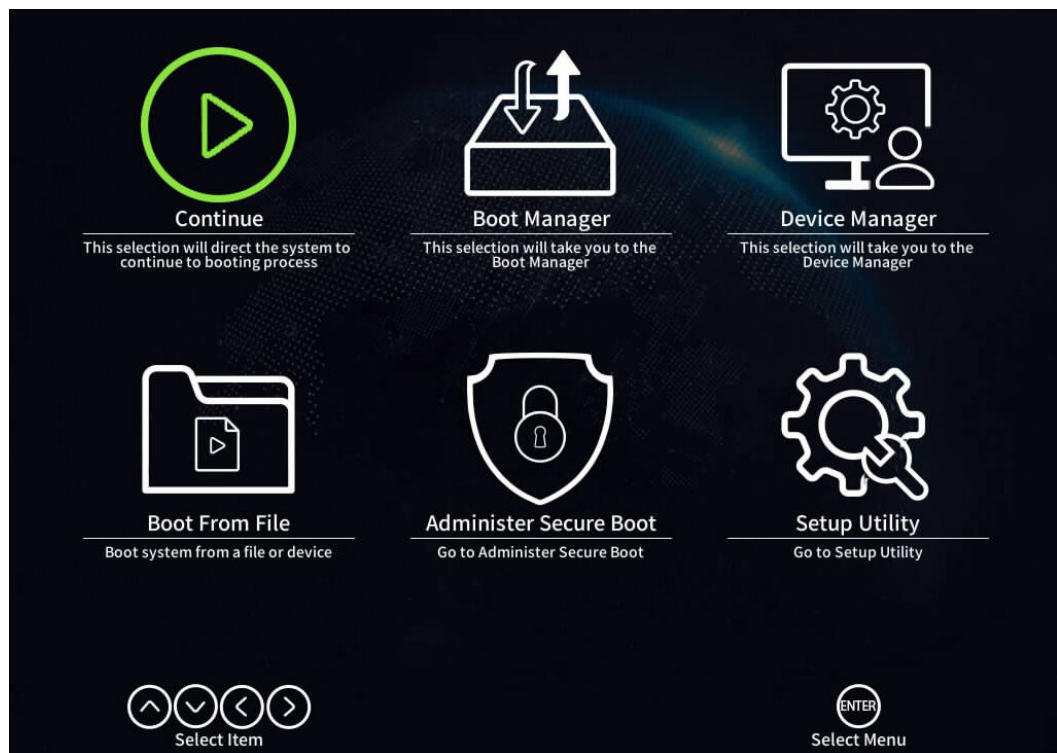 Continue
This selection will direct the system to
continue to booting process
Boot Manager
This selection will take you to the
Boot Manager
Device Manager
This selection will take you to the
Device Manager
Boot From File
Boot system from a file or device
Administer Secure Boot
Go to Administer Secure Boot
Setup Utility
Go to Setup Utility
Select Item
ENTER
Select Menu